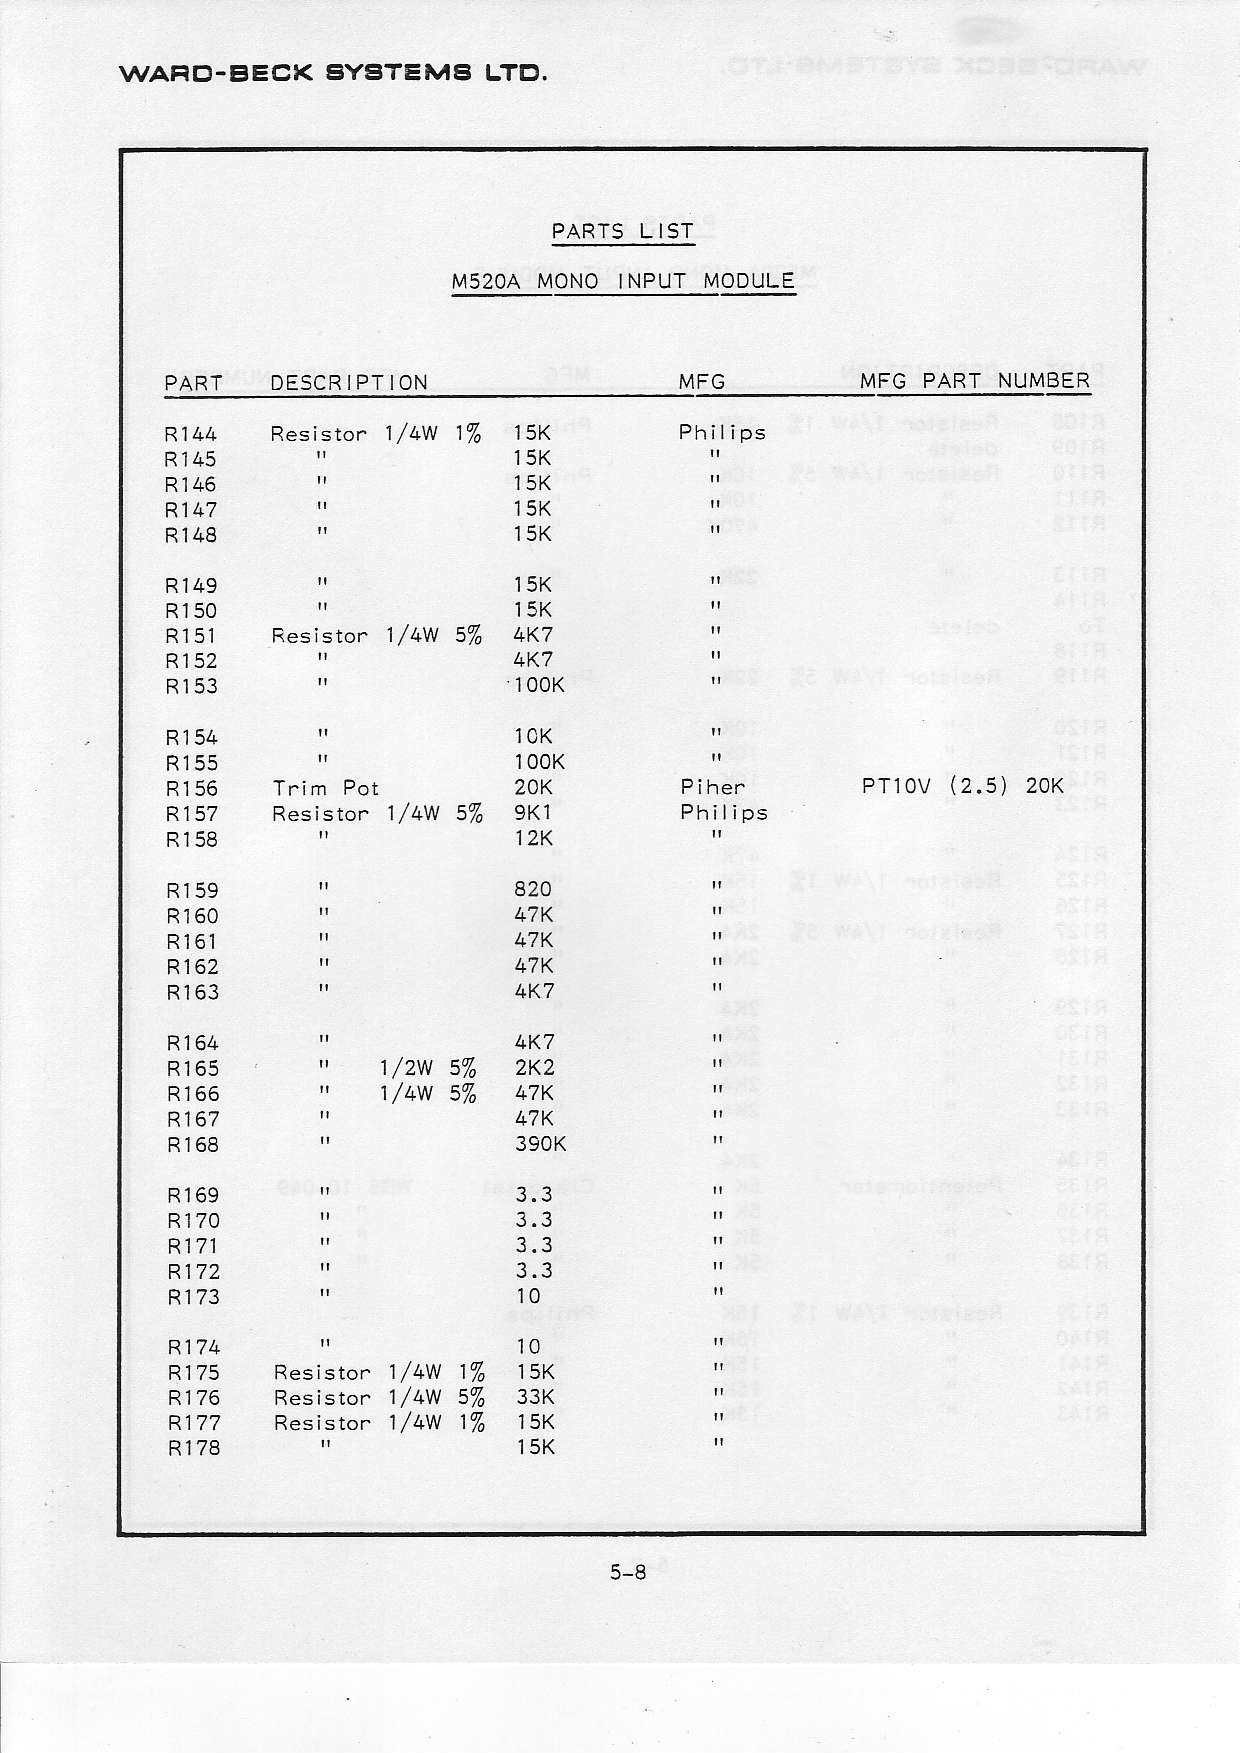 WARD-BECK SYSTEMS LTD.
PARTS LIST
M520A MONO INPUT MODULE
PART DESCRIPTION MFG MFG PART NUMBER
R144 Resistor 1/4W 1% 15K Philips
R145 " 15K "
R146 " 15K "
R147 " 15K "
R148 " 15K "
R149 " 15K "
R150 " 15K "
R151 Resistor 1/4W 5% 4K7 "
R152 " 4K7 "
R153 " 100K "
R154 " 10K "
R155 " 100K "
R156 Trim Pot 20K Piher PT10V (2.5) 20K
R157 Resistor 1/4W 5% 9K1 Philips
R158 " 12K "
R159 " 820 "
R160 " 47K "
R161 " 47K "
R162 " 47K "
R163 " 4K7 "
R164 " 4K7 "
R165 " 1/2W 5% 2K2 "
R166 " 1/4W 5% 47K "
R167 " 47K "
R168 " 390K "
R169 " 3.3 "
R170 " 3.3 "
R171 " 3.3 "
R172 " 3.3 "
R173 " 10 "
R174 " 10 "
R175 Resistor 1/4W 1% 15K "
R176 Resistor 1/4W 5% 33K "
R177 Resistor 1/4W 1% 15K "
R178 " 15K "
5-8